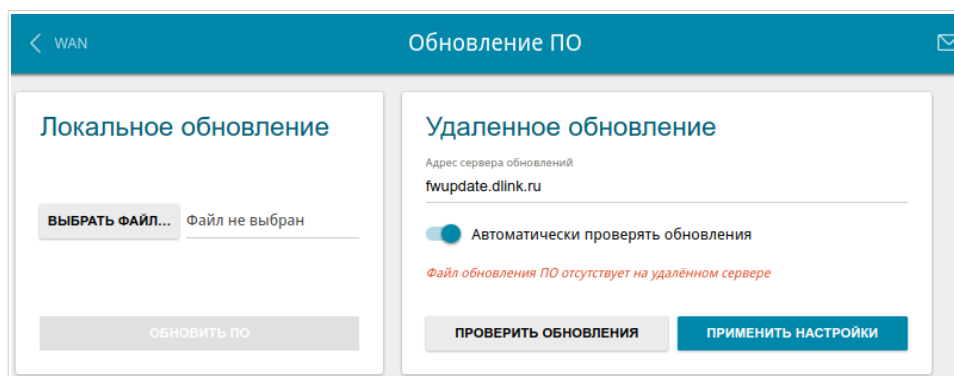 WAN
Обновление ПО
Локальное обновление
ВЫБРАТЬ ФАЙЛ... Файл не выбран
ОБНОВИТЬ ПО
Удаленное обновление
Адрес сервера обновлений
fwupdate.dlink.ru
Автоматически проверять обновления
Файл обновления ПО отсутствует на удалённом сервере
ПРОВЕРИТЬ ОБНОВЛЕНИЯ ПРИМЕНИТЬ НАСТРОЙКИ